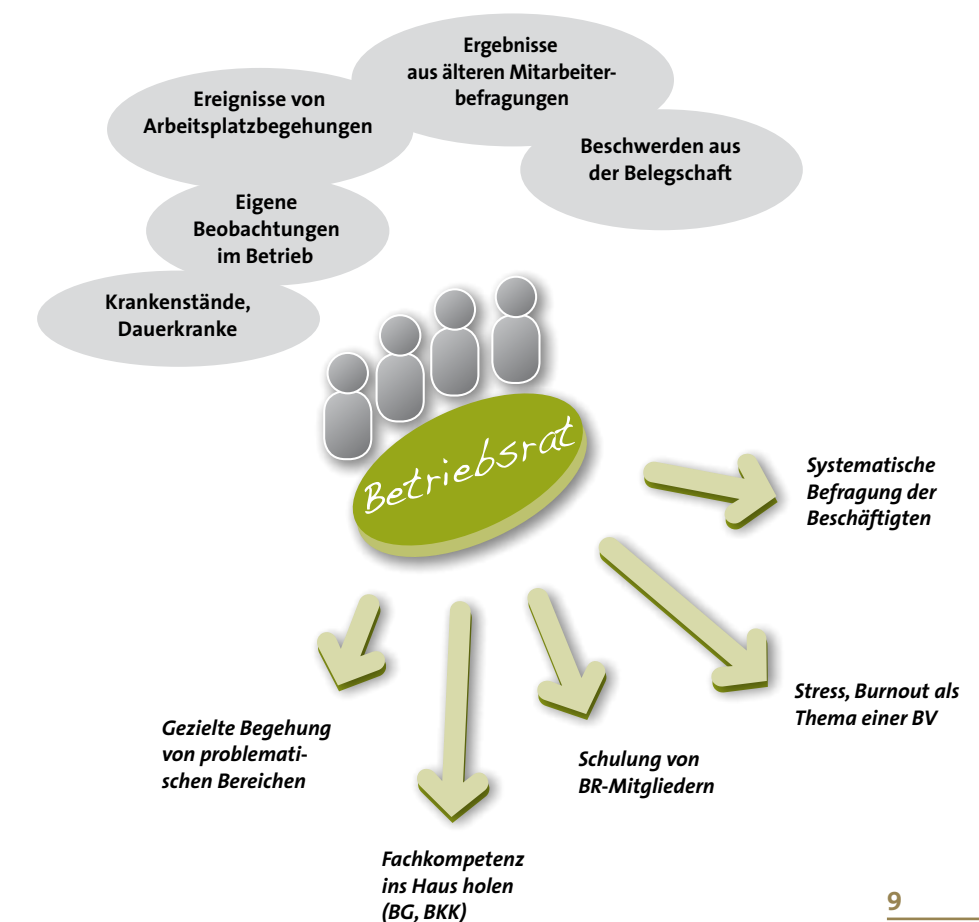 Ergebnisse
aus älteren Mitarbeiter-
befragungen
Ereignisse von
Arbeitsplatzbegehungen
Beschwerden aus
der Belegschaft
Eigene
Beobachtungen
im Betrieb
Krankenstände,
Dauerkranke
Betriebsrat
Systematische
Befragung der
Beschäftigten
Stress, Burnout als
Thema einer BV
Gezielte Begehung
von problemati-
schen Bereichen
Schulung von
BR-Mitgliedern
Fachkompetenz
ins Haus holen
(BG, BKK)
9